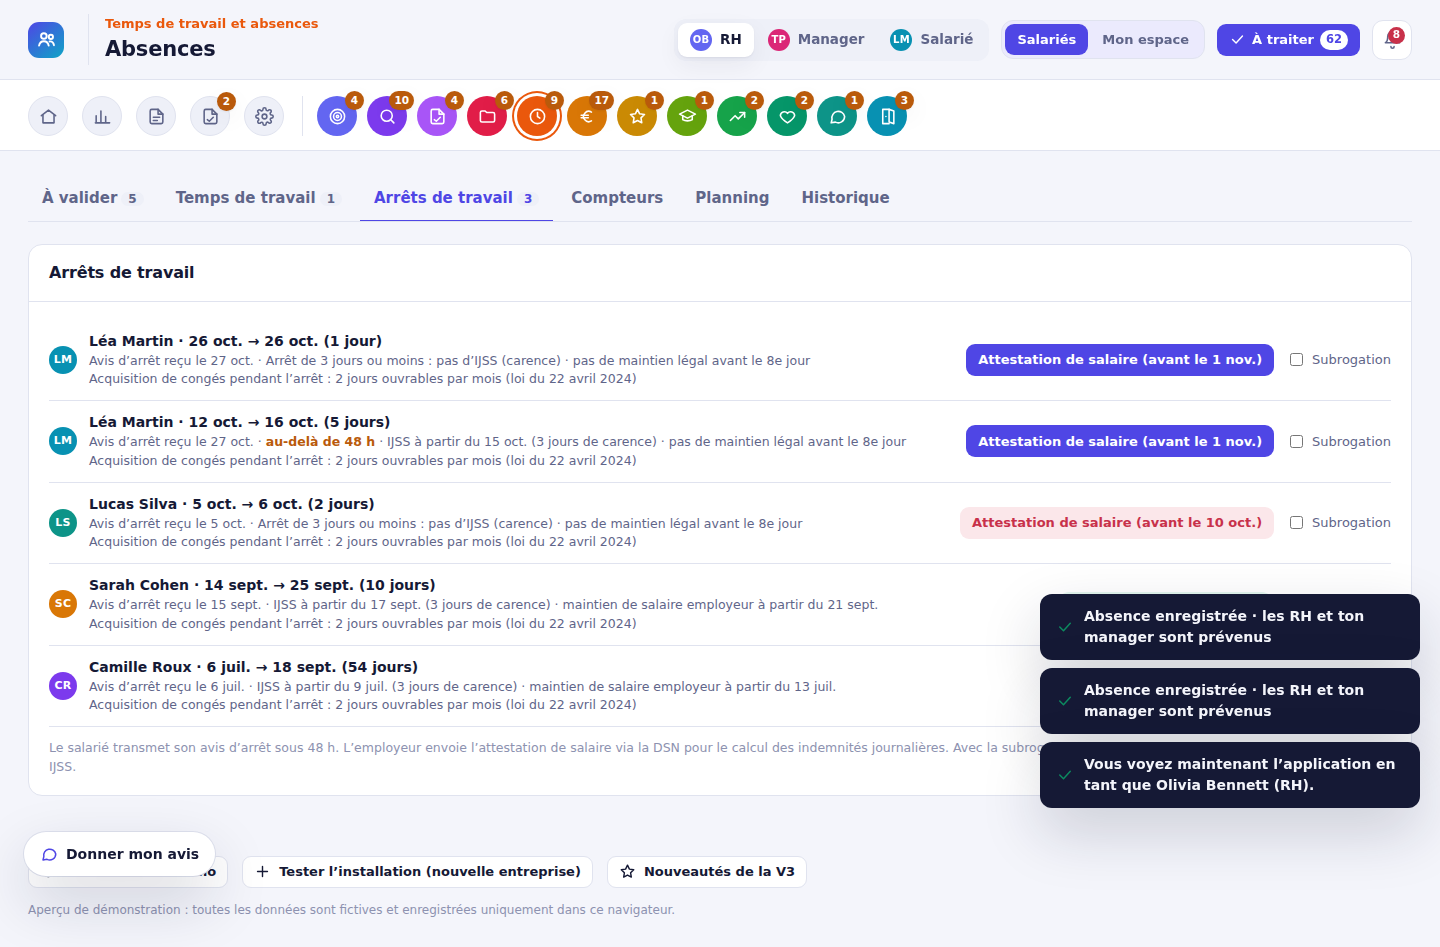 Temps de travail et absences
Absences
OB RH
TP Manager
LM Salarié
Salariés
Mon espace
À traiter 62
8
2
4
10
4
6
9
17
1
1
2
2
1
3
À valider 5
Temps de travail 1
Arrêts de travail 3
Compteurs
Planning
Historique
Arrêts de travail
LM
Léa Martin · 26 oct. → 26 oct. (1 jour)
Avis d’arrêt reçu le 27 oct. · Arrêt de 3 jours ou moins : pas d’IJSS (carence) · pas de maintien légal avant le 8e jour
Acquisition de congés pendant l’arrêt : 2 jours ouvrables par mois (loi du 22 avril 2024)
Attestation de salaire (avant le 1 nov.)
Subrogation
LM
Léa Martin · 12 oct. → 16 oct. (5 jours)
Avis d’arrêt reçu le 27 oct. · au-delà de 48 h · IJSS à partir du 15 oct. (3 jours de carence) · pas de maintien légal avant le 8e jour
Acquisition de congés pendant l’arrêt : 2 jours ouvrables par mois (loi du 22 avril 2024)
Attestation de salaire (avant le 1 nov.)
Subrogation
LS
Lucas Silva · 5 oct. → 6 oct. (2 jours)
Avis d’arrêt reçu le 5 oct. · Arrêt de 3 jours ou moins : pas d’IJSS (carence) · pas de maintien légal avant le 8e jour
Acquisition de congés pendant l’arrêt : 2 jours ouvrables par mois (loi du 22 avril 2024)
Attestation de salaire (avant le 10 oct.)
Subrogation
SC
Sarah Cohen · 14 sept. → 25 sept. (10 jours)
Avis d’arrêt reçu le 15 sept. · IJSS à partir du 17 sept. (3 jours de carence) · maintien de salaire employeur à partir du 21 sept.
Acquisition de congés pendant l’arrêt : 2 jours ouvrables par mois (loi du 22 avril 2024)
CR
Camille Roux · 6 juil. → 18 sept. (54 jours)
Avis d’arrêt reçu le 6 juil. · IJSS à partir du 9 juil. (3 jours de carence) · maintien de salaire employeur à partir du 13 juil.
Acquisition de congés pendant l’arrêt : 2 jours ouvrables par mois (loi du 22 avril 2024)
Le salarié transmet son avis d’arrêt sous 48 h. L’employeur envoie l’attestation de salaire via la DSN pour le calcul des indemnités journalières. Avec la
IJSS.
Absence enregistrée · les RH et ton
manager sont prévenus
Absence enregistrée · les RH et ton
manager sont prévenus
Vous voyez maintenant l’application en
tant que Olivia Bennett (RH).
Donner mon avis
Tester l’installation (nouvelle entreprise)
Nouveautés de la V3
Aperçu de démonstration : toutes les données sont fictives et enregistrées uniquement dans ce navigateur.